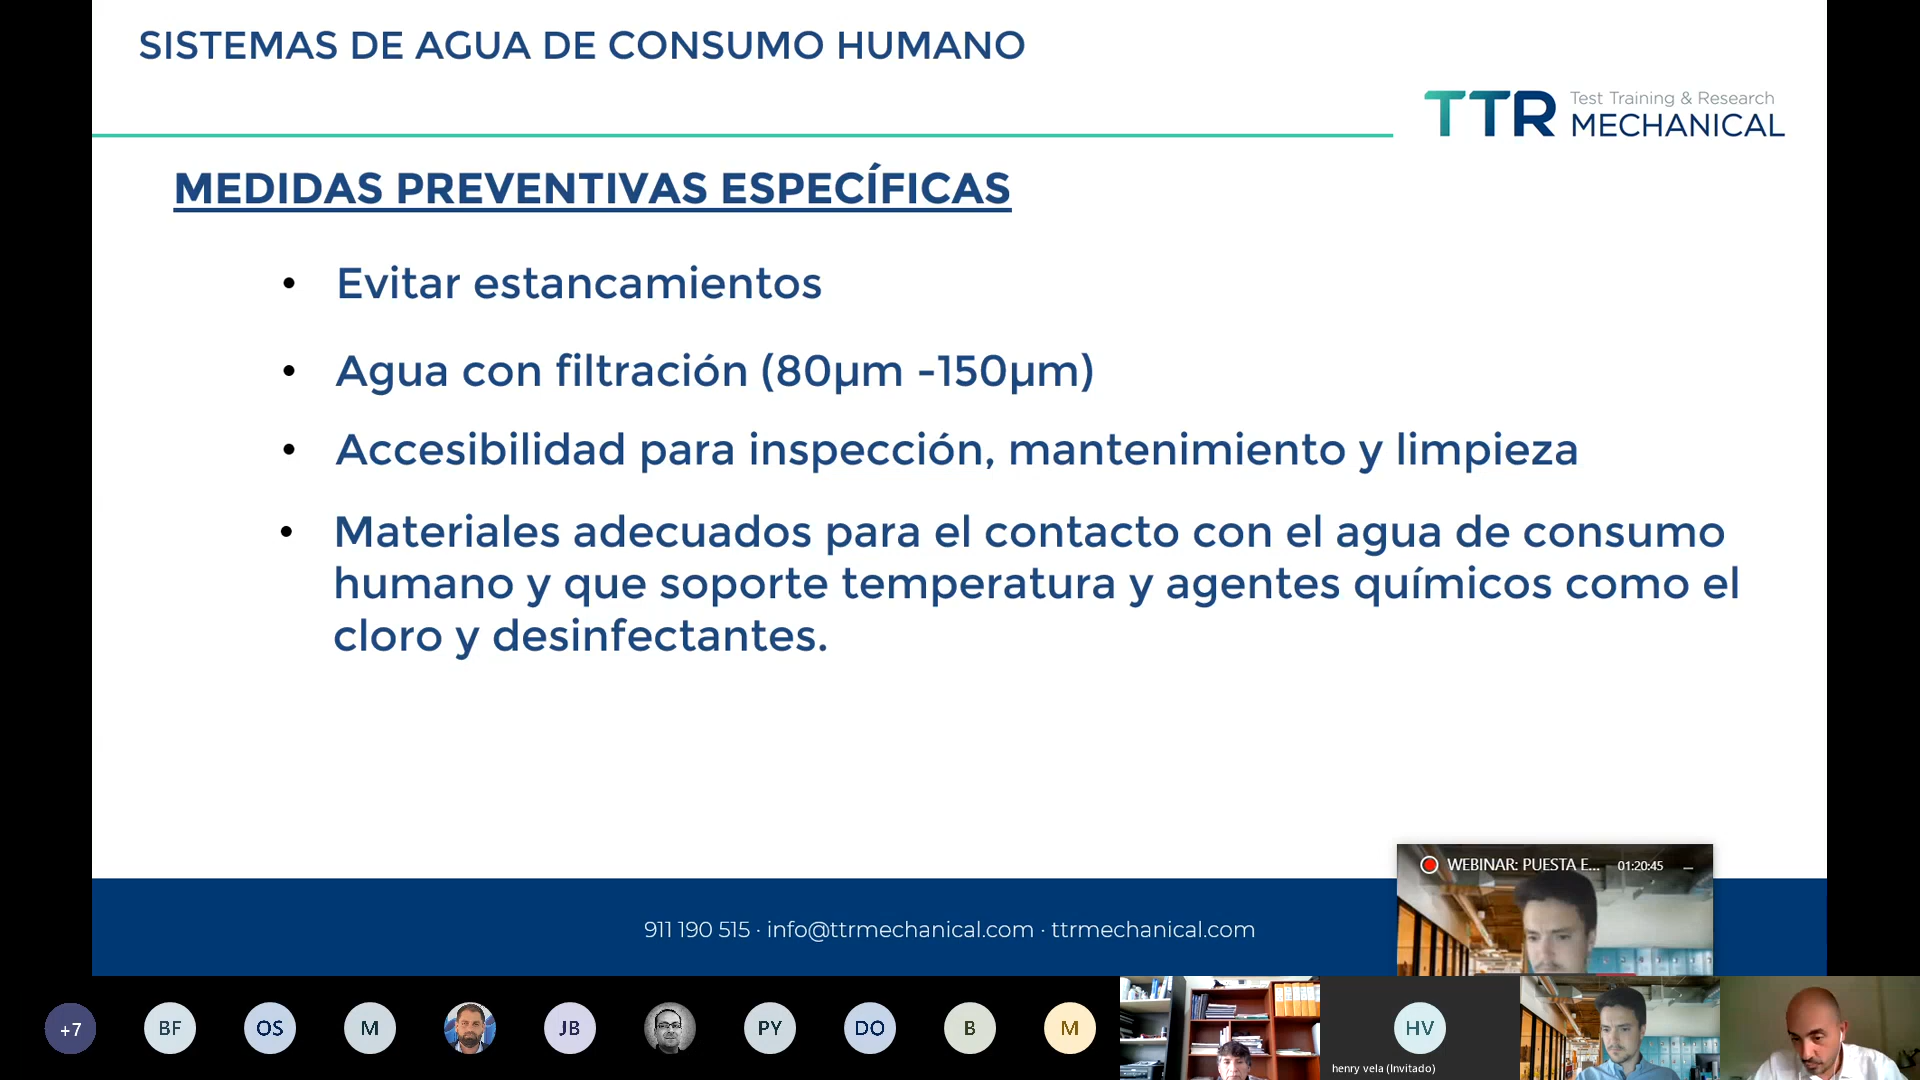 SISTEMAS DE AGUA DE CONSUMO HUMANO
TTR Test Training & Research
MECHANICAL
MEDIDAS PREVENTIVAS ESPECÍFICAS
• Evitar estancamientos
• Agua con filtración (80µm -150µm)
• Accesibilidad para inspección, mantenimiento y limpieza
• Materiales adecuados para el contacto con el agua de consumo
humano y que soporte temperatura y agentes químicos como el
cloro y desinfectantes.
WEBINAR: PUESTA E... 01:20:45
911 190 515 · info@ttrmechanical.com · ttrmechanical.com
+7 BF OS M JB PY DO B M HV
henry vela (Invitado)